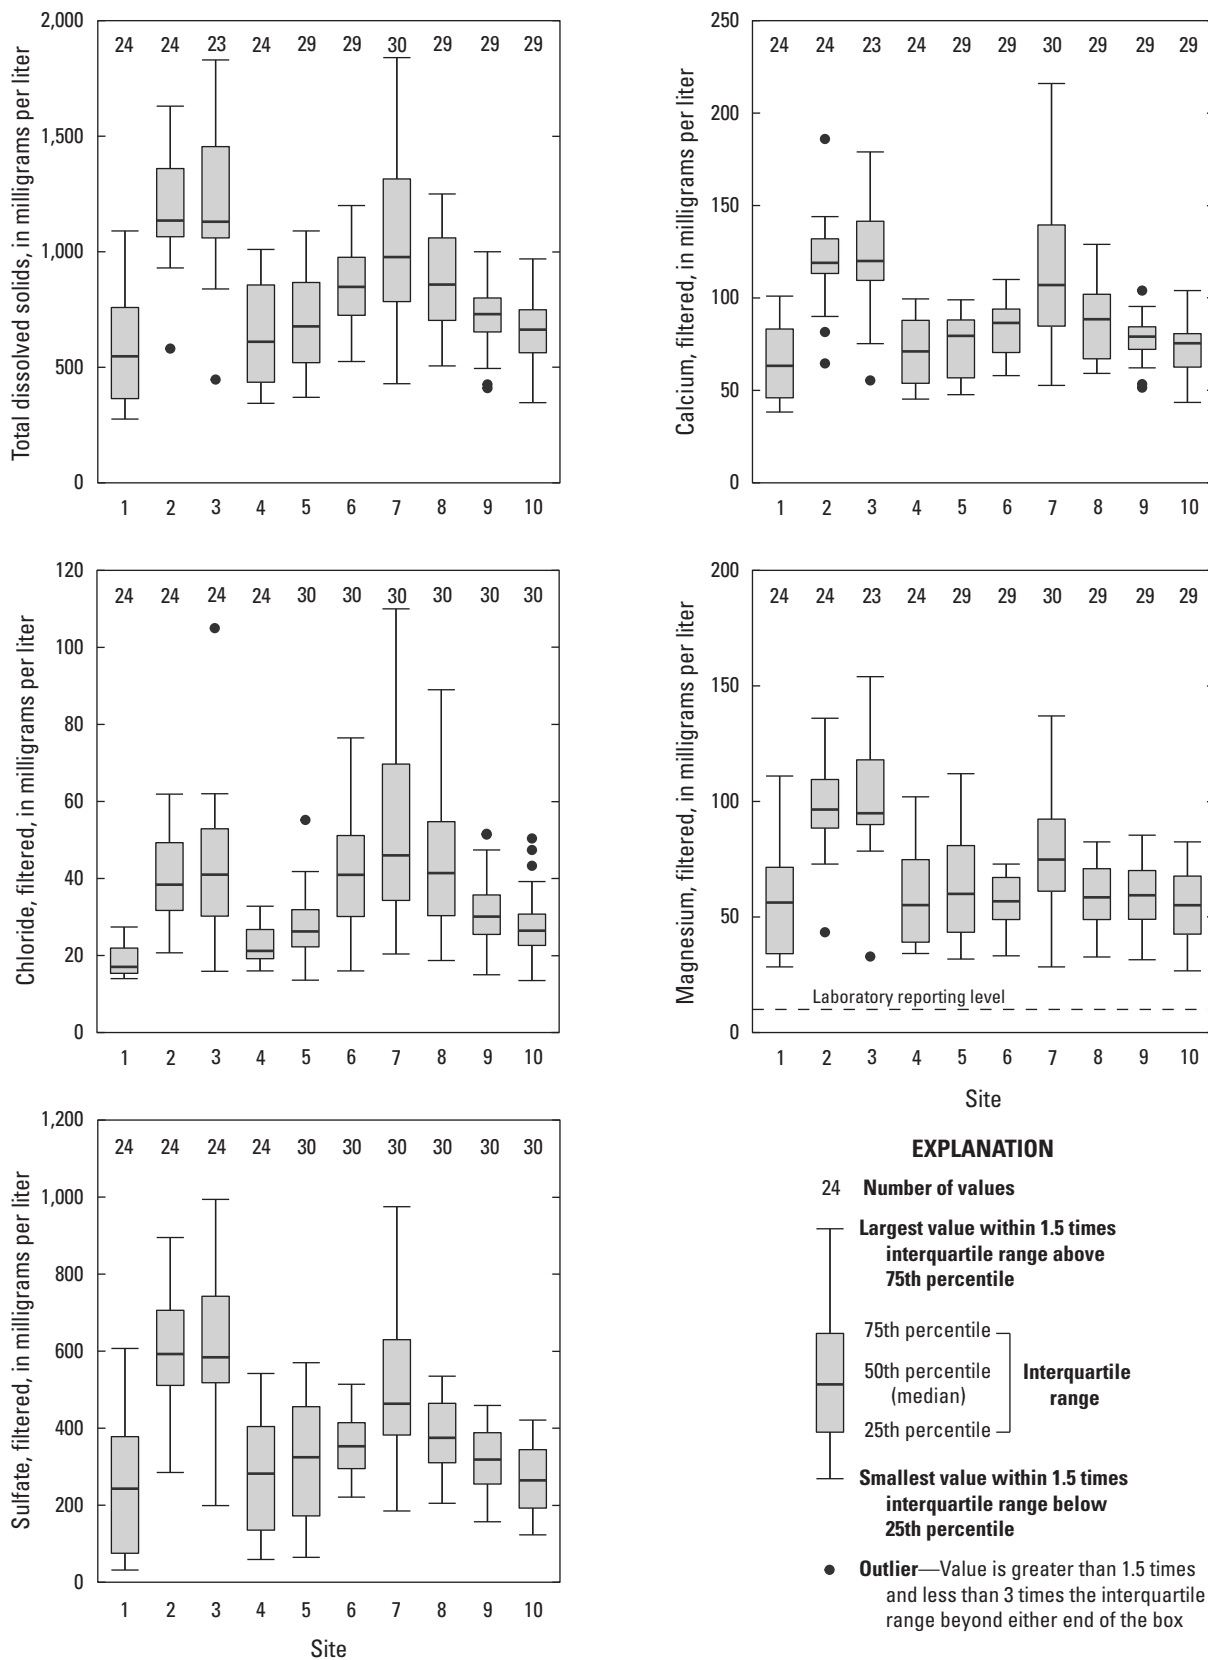 Total dissolved solids, in milligrams per liter
2,000
1,500
1,000
500
0
24 24 23 24 29 29 30 29 29 29
1 2 3 4 5 6 7 8 9 10
Calcium, filtered, in milligrams per liter
250
200
150
100
50
0
24 24 23 24 29 29 30 29 29 29
1 2 3 4 5 6 7 8 9 10
Chloride, filtered, in milligrams per liter
120
100
80
60
40
20
0
24 24 24 24 30 30 30 30 30 30
1 2 3 4 5 6 7 8 9 10
Magnesium, filtered, in milligrams per liter
200
150
100
50
0
24 24 23 24 29 29 30 29 29 29
Laboratory reporting level
1 2 3 4 5 6 7 8 9 10
Site
Sulfate, filtered, in milligrams per liter
1,200
1,000
800
600
400
200
0
24 24 24 24 30 30 30 30 30 30
1 2 3 4 5 6 7 8 9 10
Site
EXPLANATION
24 Number of values
Largest value within 1.5 times
interquartile range above
75th percentile
75th percentile
50th percentile
(median)
25th percentile
Interquartile
range
Smallest value within 1.5 times
interquartile range below
25th percentile
Outlier—Value is greater than 1.5 times
and less than 3 times the interquartile
range beyond either end of the box